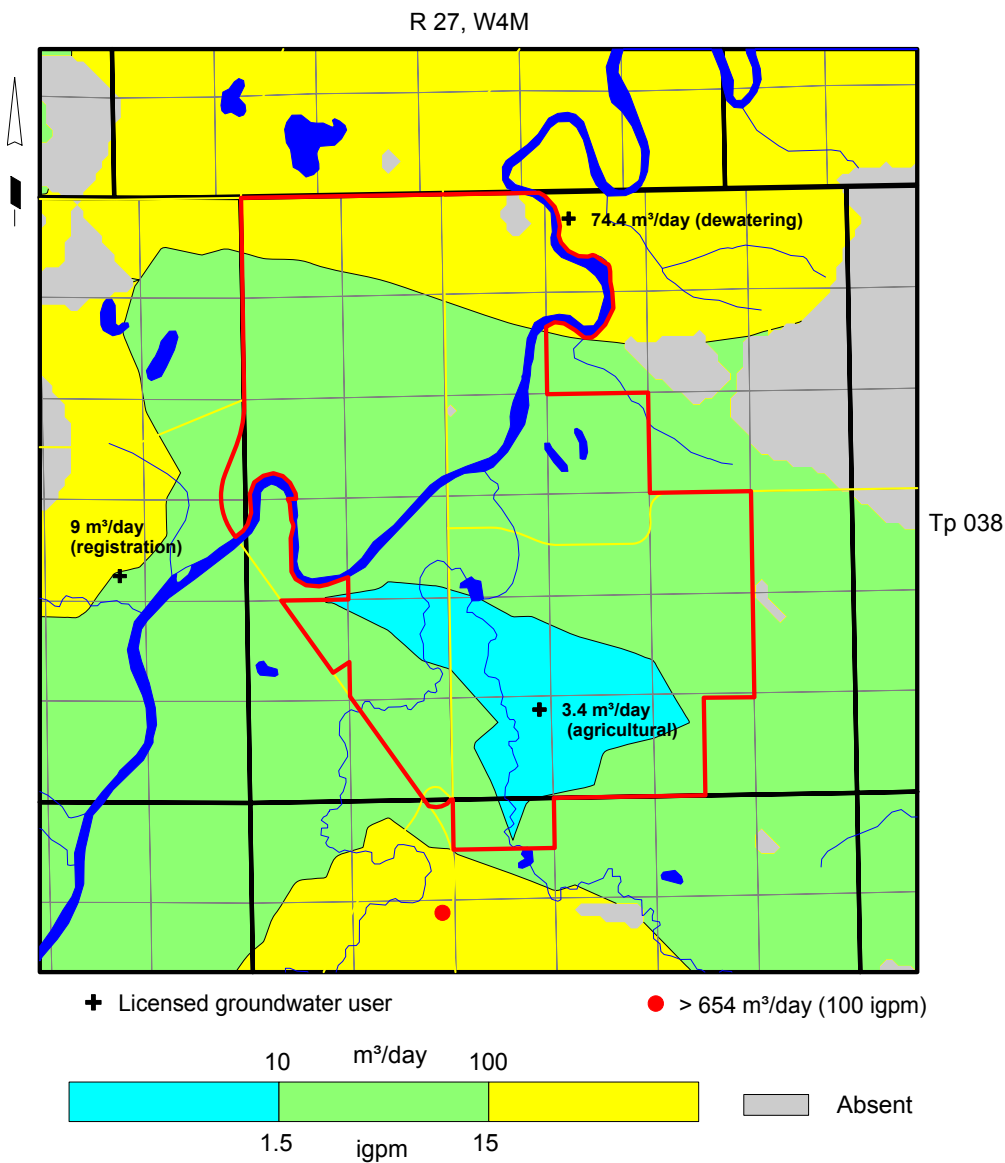 R 27, W4M
74.4 m³/day (dewatering)
9 m³/day
(registration)
Tp 038
3.4 m³/day
(agricultural)
Licensed groundwater user
> 654 m³/day (100 igpm)
10 m³/day 100
Absent
1.5 igpm 15